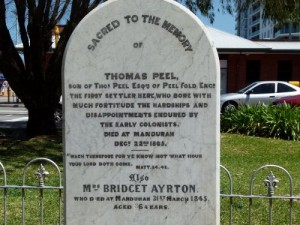 SACRED TO THE MEMORY
OF
THOMAS PEEL,
SON OF THOS PEEL ESQR OF PEEL FOLD, ENGD
THE FIRST SETTLER HERE, WHO BORE WITH
MUCH FORTITUDE THE HARDSHIPS AND
DISAPPOINTMENTS ENDURED BY
THE EARLY COLONISTS.
DIED AT MANDURAH
DECR 22ND 1865.
"WATCH THEREFORE FOR YE KNOW NOT WHAT HOUR
YOUR LORD DOTH COME. MATT. 24. 42.
Also
MRS BRIDGET AYRTON,
WHO DIED AT MANDURAH 31ST MARCH 1863,
AGED YEARS.